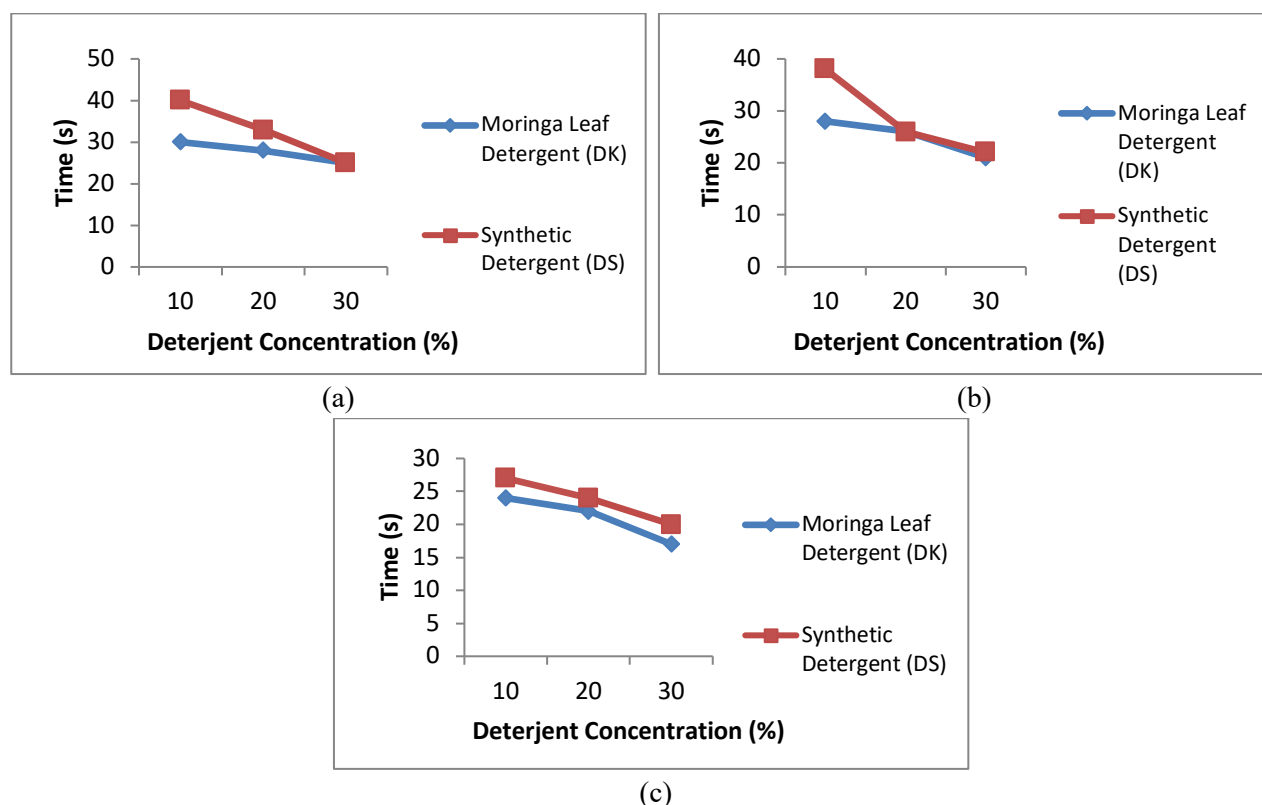 50
40
30
20
10
0
Time (s)
10 20 30
Deterjent Concentration (%)
Moringa Leaf
Detergent (DK)
Synthetic
Detergent (DS)
(a)
40
30
20
10
0
Time (s)
10 20 30
Deterjent Concentration (%)
Moringa Leaf
Detergent
(DK)
Synthetic
Detergent
(DS)
(b)
30
25
20
15
10
5
0
Time (s)
10 20 30
Deterjent Concentration (%)
Moringa Leaf
Detergent (DK)
Synthetic
Detergent (DS)
(c)